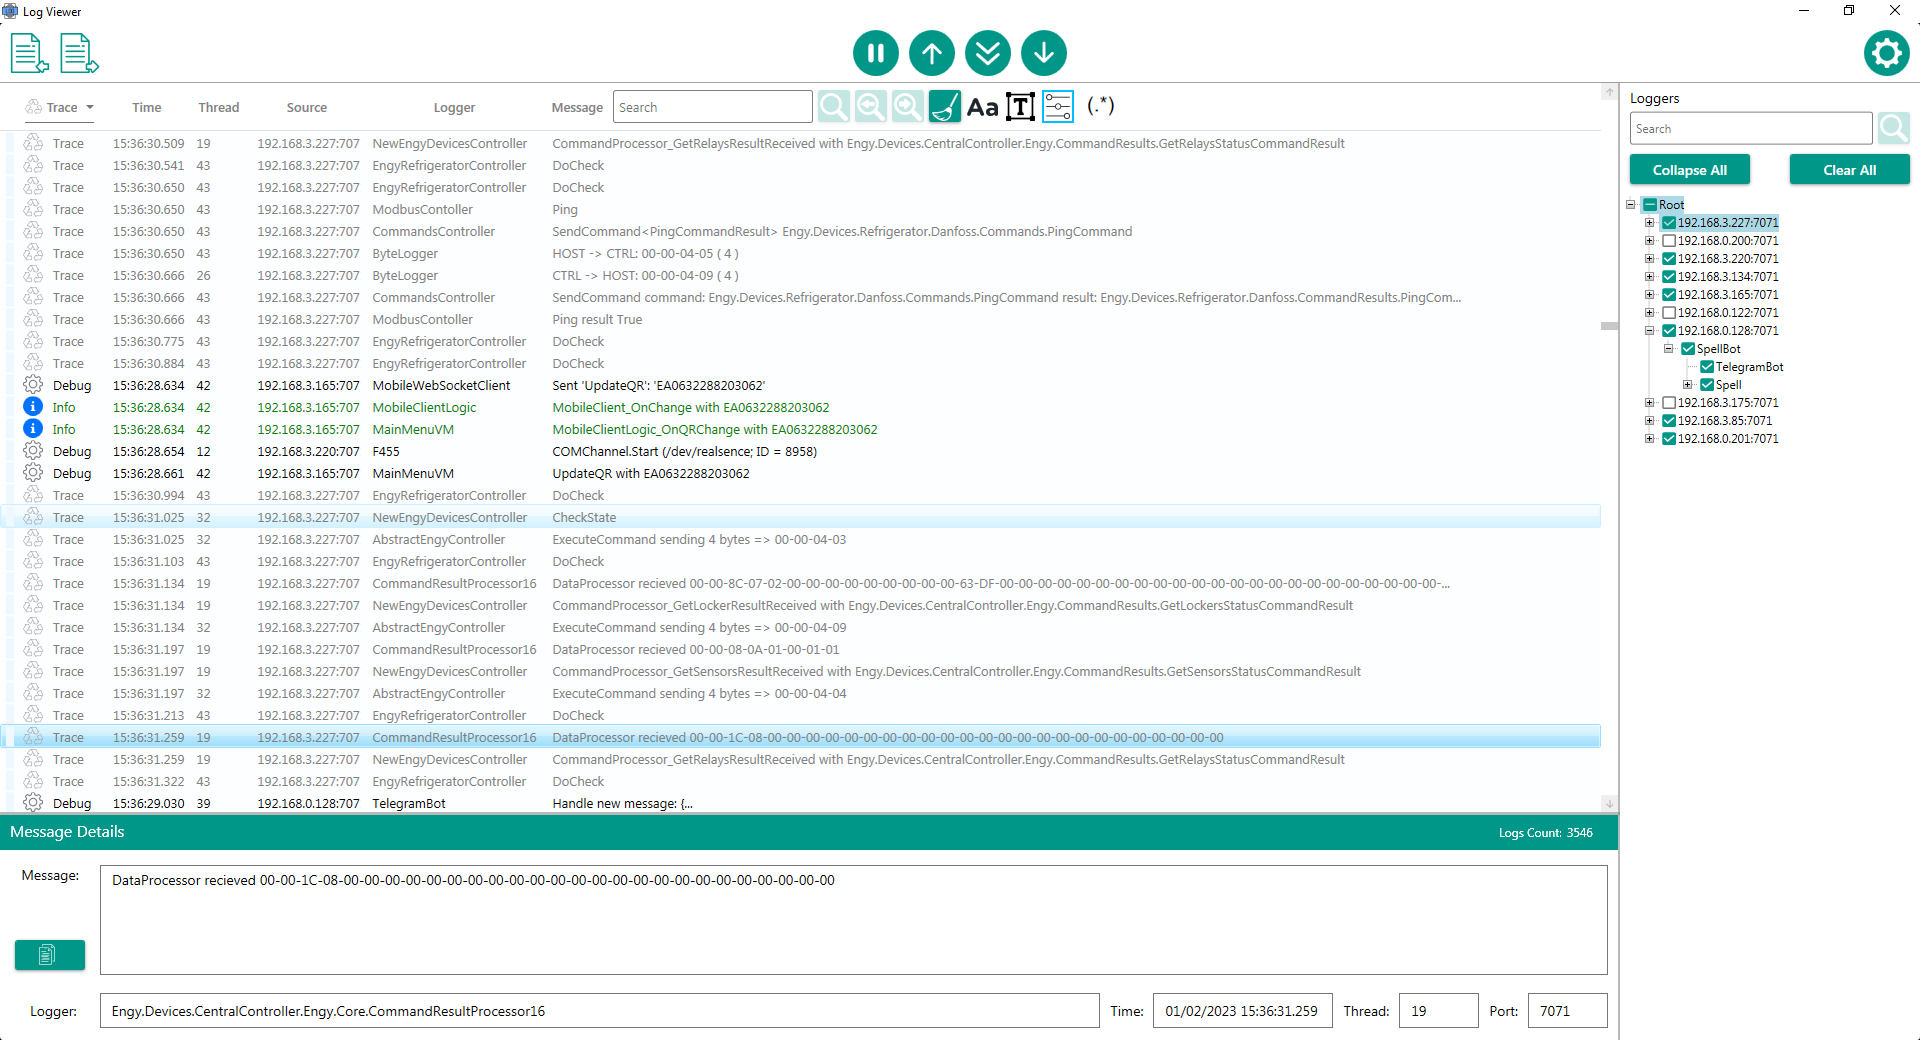 Log Viewer
Trace Time Thread Source Logger Message Search Aa T (.*)
Trace 15:36:30.509 19 192.168.3.227:707 NewEngyDevicesController CommandProcessor_GetRelaysResultReceived with Engy.Devices.CentralController.Engy.CommandResults.GetRelaysStatusCommandResult
Trace 15:36:30.541 43 192.168.3.227:707 EngyRefrigeratorController DoCheck
Trace 15:36:30.650 43 192.168.3.227:707 EngyRefrigeratorController DoCheck
Trace 15:36:30.650 43 192.168.3.227:707 ModbusContoller Ping
Trace 15:36:30.650 43 192.168.3.227:707 CommandsController SendCommand<PingCommandResult> Engy.Devices.Refrigerator.Danfoss.Commands.PingCommand
Trace 15:36:30.650 43 192.168.3.227:707 ByteLogger HOST -> CTRL: 00-00-04-05 ( 4 )
Trace 15:36:30.666 26 192.168.3.227:707 ByteLogger CTRL -> HOST: 00-00-04-09 ( 4 )
Trace 15:36:30.666 43 192.168.3.227:707 CommandsController SendCommand command: Engy.Devices.Refrigerator.Danfoss.Commands.PingCommand result: Engy.Devices.Refrigerator.Danfoss.CommandResults.PingCom...
Trace 15:36:30.666 43 192.168.3.227:707 ModbusContoller Ping result True
Trace 15:36:30.775 43 192.168.3.227:707 EngyRefrigeratorController DoCheck
Trace 15:36:30.884 43 192.168.3.227:707 EngyRefrigeratorController DoCheck
Debug 15:36:28.634 42 192.168.3.165:707 MobileWebSocketClient Sent 'UpdateQR': 'EA0632288203062'
Info 15:36:28.634 42 192.168.3.165:707 MobileClientLogic MobileClient_OnChange with EA0632288203062
Info 15:36:28.634 42 192.168.3.165:707 MainMenuVM MobileClientLogic_OnQRChange with EA0632288203062
Debug 15:36:28.654 12 192.168.3.220:707 F455 COMChannel.Start (/dev/realsence; ID = 8958)
Debug 15:36:28.661 42 192.168.3.165:707 MainMenuVM UpdateQR with EA0632288203062
Trace 15:36:30.994 43 192.168.3.227:707 EngyRefrigeratorController DoCheck
Trace 15:36:31.025 32 192.168.3.227:707 NewEngyDevicesController CheckState
Trace 15:36:31.025 32 192.168.3.227:707 AbstractEngyController ExecuteCommand sending 4 bytes => 00-00-04-03
Trace 15:36:31.103 43 192.168.3.227:707 EngyRefrigeratorController DoCheck
Trace 15:36:31.134 19 192.168.3.227:707 CommandResultProcessor16 DataProcessor recieved 00-00-8C-07-02-00-00-00-00-00-00-00-00-00-63-DF-00-00-00-00-00-00-00-00-00-00-00-00-00-00-00-00-00-00-00-00-00-00-00-...
Trace 15:36:31.134 19 192.168.3.227:707 NewEngyDevicesController CommandProcessor_GetLockerResultReceived with Engy.Devices.CentralController.Engy.CommandResults.GetLockersStatusCommandResult
Trace 15:36:31.134 32 192.168.3.227:707 AbstractEngyController ExecuteCommand sending 4 bytes => 00-00-04-09
Trace 15:36:31.197 19 192.168.3.227:707 CommandResultProcessor16 DataProcessor recieved 00-00-08-0A-01-00-01-01
Trace 15:36:31.197 19 192.168.3.227:707 NewEngyDevicesController CommandProcessor_GetSensorsResultReceived with Engy.Devices.CentralController.Engy.CommandResults.GetSensorsStatusCommandResult
Trace 15:36:31.197 32 192.168.3.227:707 AbstractEngyController ExecuteCommand sending 4 bytes => 00-00-04-04
Trace 15:36:31.213 43 192.168.3.227:707 EngyRefrigeratorController DoCheck
Trace 15:36:31.259 19 192.168.3.227:707 CommandResultProcessor16 DataProcessor recieved 00-00-1C-08-00-00-00-00-00-00-00-00-00-00-00-00-00-00-00-00-00-00-00-00-00-00-00-00
Trace 15:36:31.259 19 192.168.3.227:707 NewEngyDevicesController CommandProcessor_GetRelaysResultReceived with Engy.Devices.CentralController.Engy.CommandResults.GetRelaysStatusCommandResult
Trace 15:36:31.322 43 192.168.3.227:707 EngyRefrigeratorController DoCheck
Debug 15:36:29.030 39 192.168.0.128:707 TelegramBot Handle new message: {...
Message Details Logs Count: 3546
Message: DataProcessor recieved 00-00-1C-08-00-00-00-00-00-00-00-00-00-00-00-00-00-00-00-00-00-00-00-00-00-00-00-00
Logger: Engy.Devices.CentralController.Engy.Core.CommandResultProcessor16 Time: 01/02/2023 15:36:31.259 Thread: 19 Port: 7071
Loggers
Search
Collapse All Clear All
Root
192.168.3.227:7071
192.168.0.200:7071
192.168.3.220:7071
192.168.3.134:7071
192.168.3.165:7071
192.168.0.122:7071
192.168.0.128:7071
SpellBot
TelegramBot
Spell
192.168.3.175:7071
192.168.3.85:7071
192.168.0.201:7071